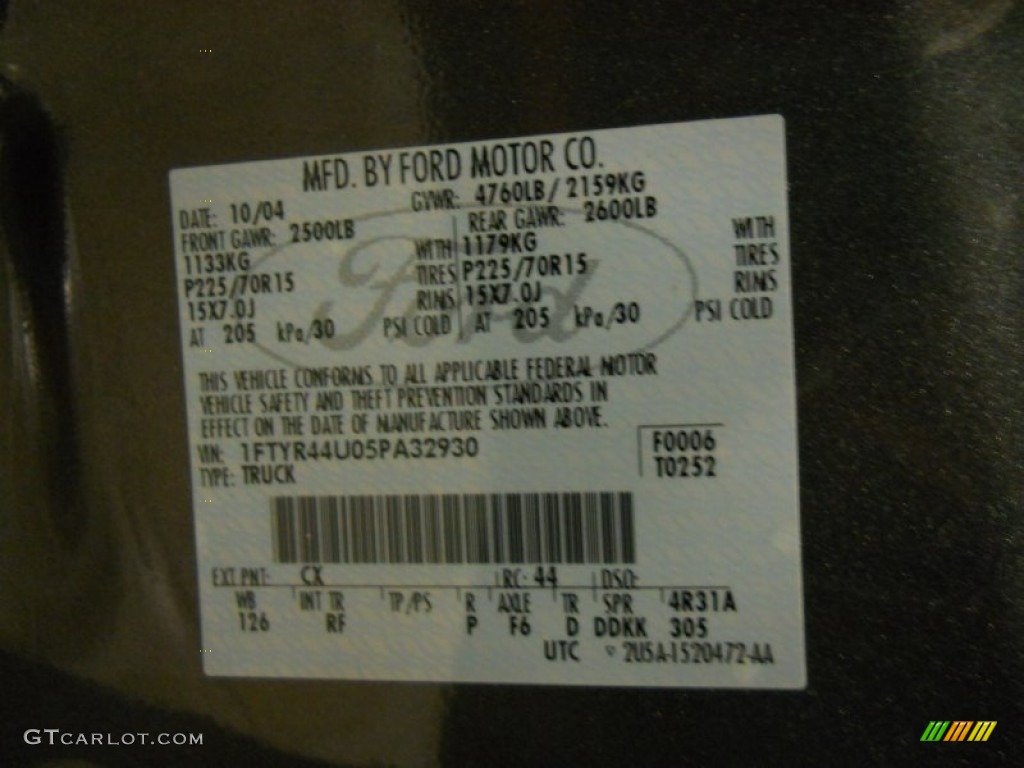 MFD. BY FORD MOTOR CO.
DATE: 10/04 GVWR: 4760LB/ 2159KG
FRONT GAWR: 2500LB REAR GAWR: 2600LB
1133KG WITH 1179KG WITH
P225/70R15 TIRES P225/70R15 TIRES
15X7.0J RIMS 15X7.0J RIMS
AT 205 kPa/30 PSI COLD AT 205 kPa/30 PSI COLD
Ford
THIS VEHICLE CONFORMS TO ALL APPLICABLE FEDERAL MOTOR
VEHICLE SAFETY AND THEFT PREVENTION STANDARDS IN
EFFECT ON THE DATE OF MANUFACTURE SHOWN ABOVE.
VIN: 1FTYR44U05PA32930 F0006
TYPE: TRUCK T0252
EXT PNT: CX RC: 44 DSO:
WB INT TR TP/PS R AXLE TR SPR 4R31A
126 RF P F6 D DDKK 305
UTC 2U5A-1520472-AA
GTCARLOT.COM